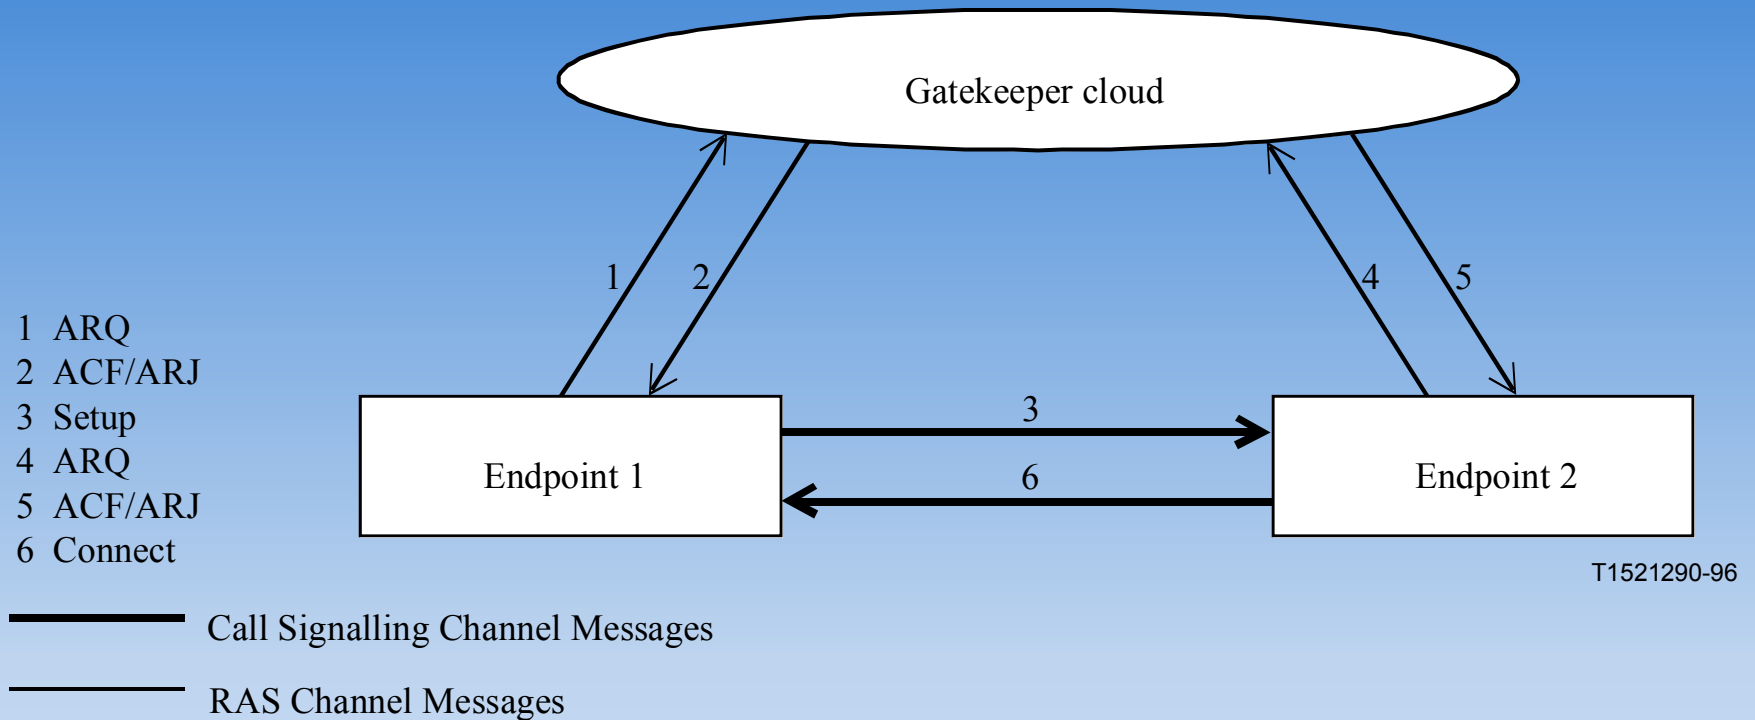 Gatekeeper cloud
1
2
4
5
1 ARQ
2 ACF/ARJ
3 Setup
4 ARQ
5 ACF/ARJ
6 Connect
3
Endpoint 1
6
Endpoint 2
T1521290-96
Call Signalling Channel Messages
RAS Channel Messages